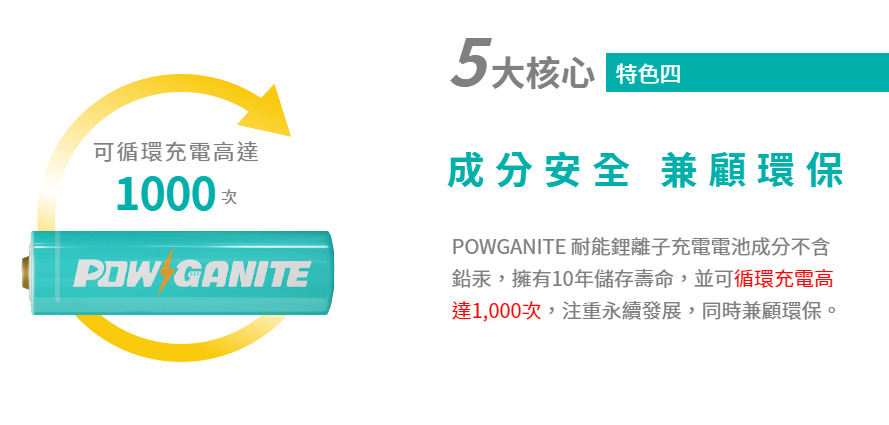 5大核心 特色四
可循環充電高達
1000次
POWGANITE
成分安全 兼顧環保
POWGANITE 耐能鋰離子充電電池成分不含
鉛汞，擁有10年儲存壽命，並可循環充電高
達1,000次，注重永續發展，同時兼顧環保。